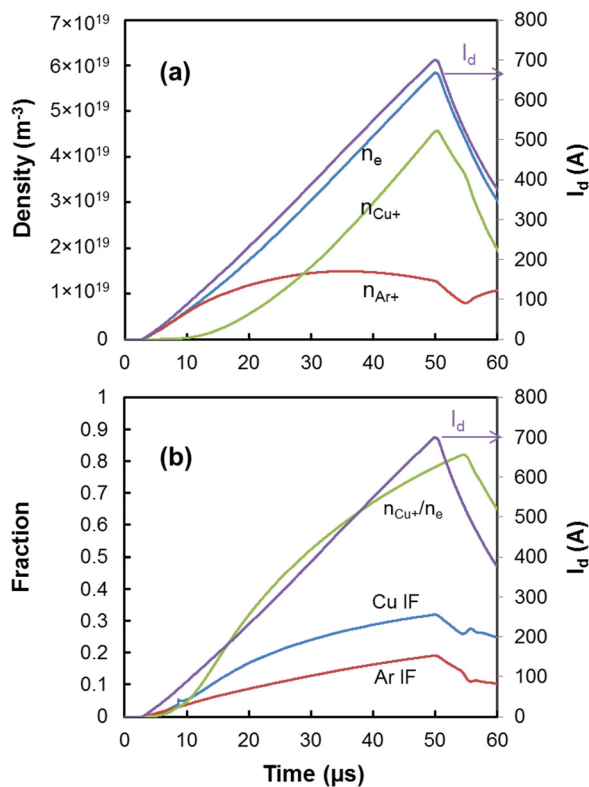 7×10¹⁹
6×10¹⁹
5×10¹⁹
4×10¹⁹
3×10¹⁹
2×10¹⁹
1×10¹⁹
0
Density (m⁻³)
(a)
I_d
n_e
n_Cu+
n_Ar+
800
700
600
500
400
300
200
100
0
I_d (A)
0 10 20 30 40 50 60
1
0.9
0.8
0.7
0.6
0.5
0.4
0.3
0.2
0.1
0
Fraction
(b)
I_d
n_Cu+/n_e
Cu IF
Ar IF
800
700
600
500
400
300
200
100
0
I_d (A)
0 10 20 30 40 50 60
Time (µs)